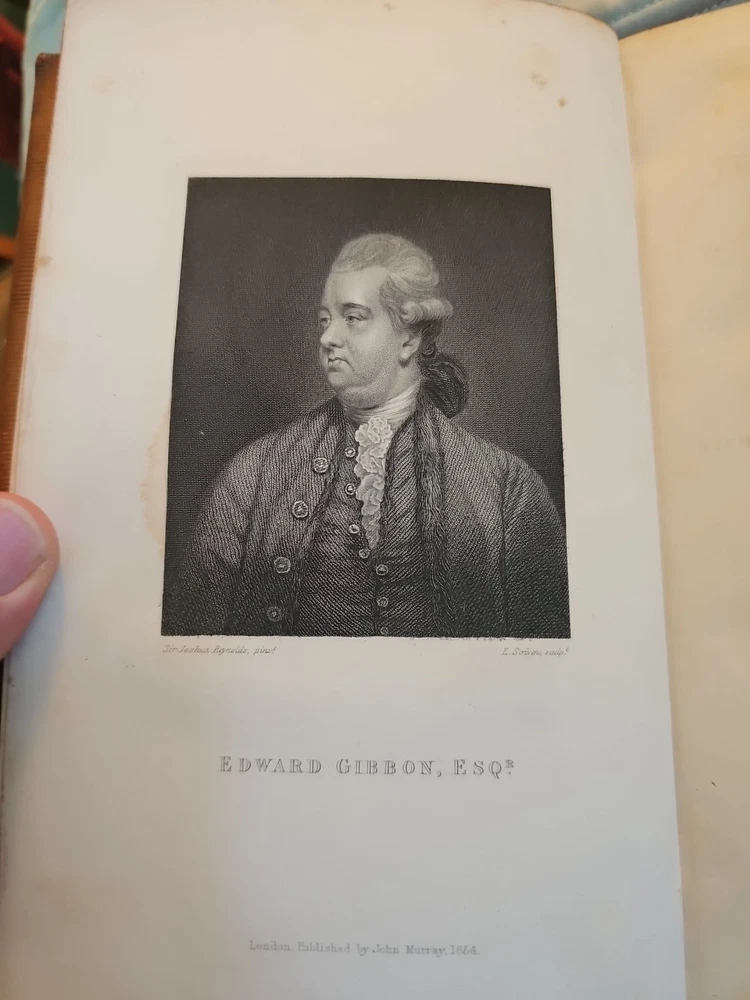 Sir Joshua Reynolds, pinxt.
E. Scriven, sculpt.
EDWARD GIBBON, ESQR.
London, Published by John Murray, 1854.